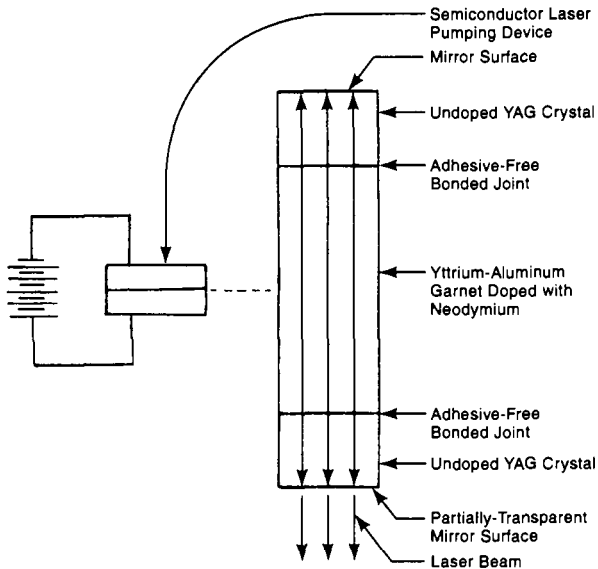 Semiconductor Laser
Pumping Device
Mirror Surface
Undoped YAG Crystal
Adhesive-Free
Bonded Joint
Yttrium-Aluminum
Garnet Doped with
Neodymium
Adhesive-Free
Bonded Joint
Undoped YAG Crystal
Partially-Transparent
Mirror Surface
Laser Beam